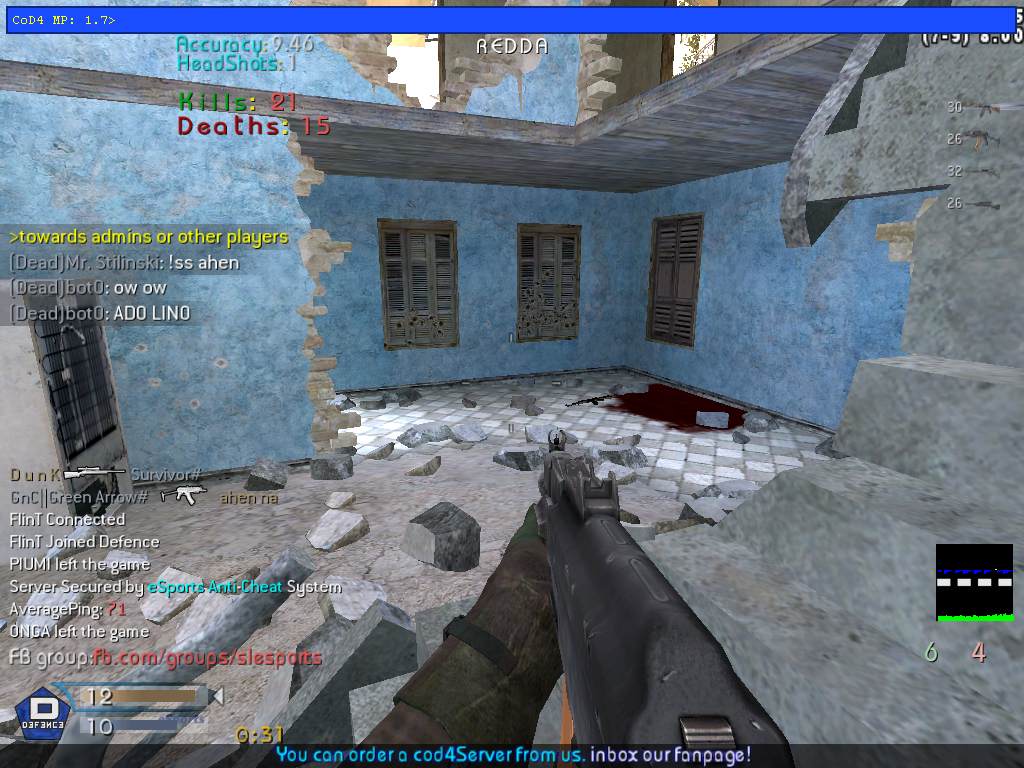 CoD4 MP: 1.7>
Accuracy: 9.46
HeadShots: 1
REDDA
Kills: 21
Deaths: 15
30
26
32
26
>towards admins or other players
(Dead)Mr. Stilinski: !ss ahen
(Dead)bot0: ow ow
(Dead)bot0: ADO LINO
DunK Survivor#
GnC||Green Arrow# ahen na
FlinT Connected
FlinT Joined Defence
PIUM1 left the game
Server Secured by eSports Anti-Cheat System
AveragePing: 71
ONGA left the game
FB group:fb.com/groups/slesports
6 4
12
D3F3NC3
10
0:31
You can order a cod4Server from us. inbox our fanpage!